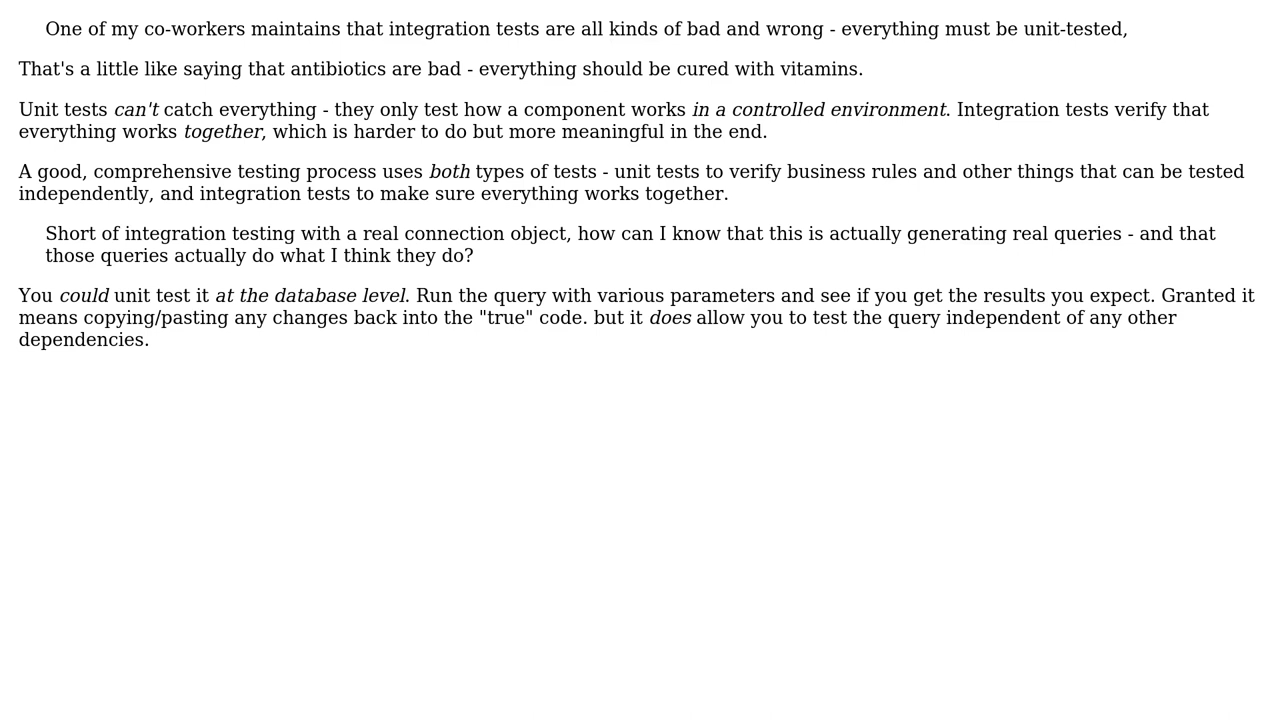 One of my co-workers maintains that integration tests are all kinds of bad and wrong - everything must be unit-tested,
That's a little like saying that antibiotics are bad - everything should be cured with vitamins.
Unit tests can't catch everything - they only test how a component works in a controlled environment. Integration tests verify that
everything works together, which is harder to do but more meaningful in the end.
A good, comprehensive testing process uses both types of tests - unit tests to verify business rules and other things that can be tested
independently, and integration tests to make sure everything works together.
Short of integration testing with a real connection object, how can I know that this is actually generating real queries - and that
those queries actually do what I think they do?
You could unit test it at the database level. Run the query with various parameters and see if you get the results you expect. Granted it
means copying/pasting any changes back into the "true" code. but it does allow you to test the query independent of any other
dependencies.